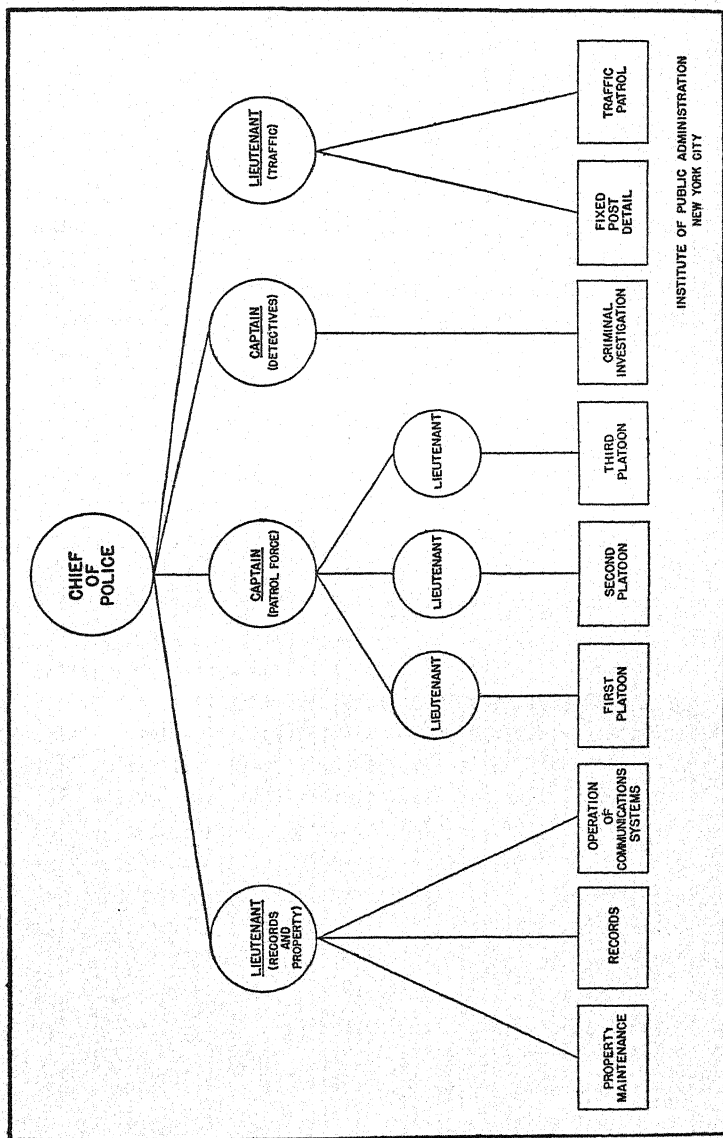 CHIEF
OF
POLICE
LIEUTENANT
(RECORDS
AND
PROPERTY)
CAPTAIN
(PATROL FORCE)
CAPTAIN
(DETECTIVES)
LIEUTENANT
(TRAFFIC)
LIEUTENANT
LIEUTENANT
LIEUTENANT
PROPERTY
MAINTENANCE
RECORDS
OPERATION
OF
COMMUNICATIONS
SYSTEMS
FIRST
PLATOON
SECOND
PLATOON
THIRD
PLATOON
CRIMINAL
INVESTIGATION
FIXED
POST
DETAIL
TRAFFIC
PATROL
INSTITUTE OF PUBLIC ADMINISTRATION
NEW YORK CITY